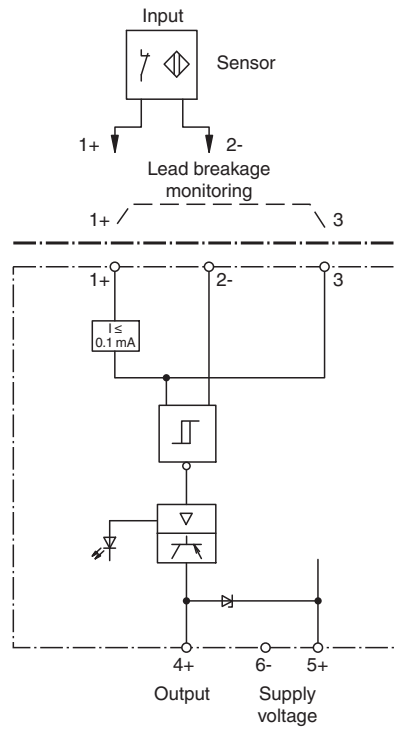 Input
Sensor
1+ 2-
Lead breakage
monitoring
1+ 3
1+ 2- 3
I ≤
0.1 mA
4+ 6- 5+
Output Supply
voltage